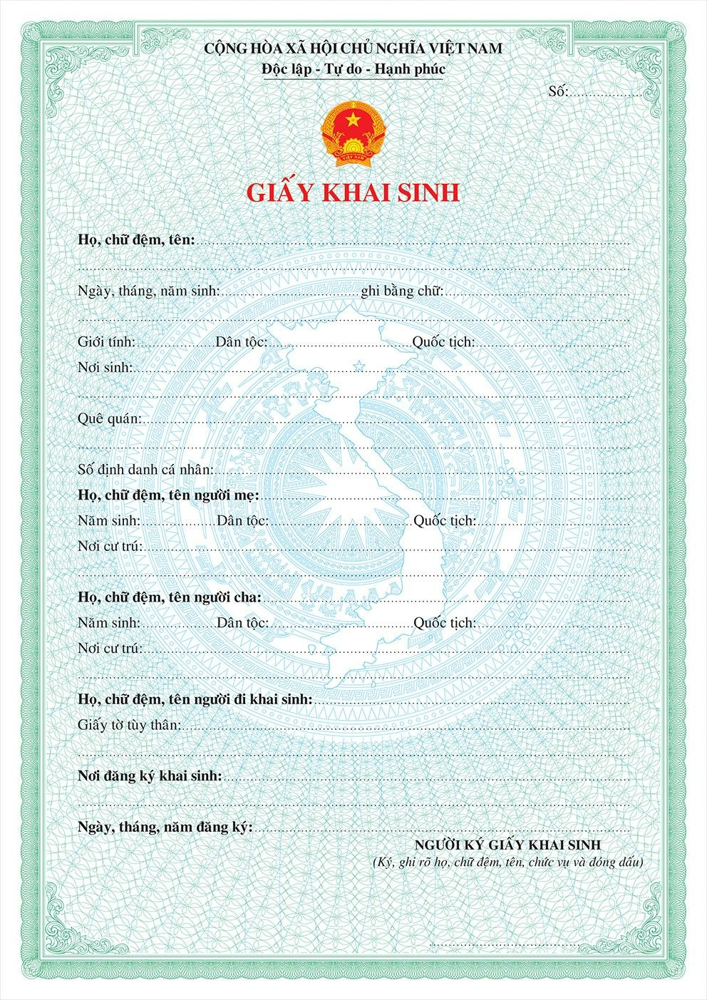 CỘNG HÒA XÃ HỘI CHỦ NGHĨA VIỆT NAM
Độc lập - Tự do - Hạnh phúc
Số:
VIỆT NAM
GIẤY KHAI SINH
Họ, chữ đệm, tên:
Ngày, tháng, năm sinh: ghi bằng chữ:
Giới tính: Dân tộc: Quốc tịch:
Nơi sinh:
Quê quán:
Số định danh cá nhân:
Họ, chữ đệm, tên người mẹ:
Năm sinh: Dân tộc: Quốc tịch:
Nơi cư trú:
Họ, chữ đệm, tên người cha:
Năm sinh: Dân tộc: Quốc tịch:
Nơi cư trú:
Họ, chữ đệm, tên người đi khai sinh:
Giấy tờ tùy thân:
Nơi đăng ký khai sinh:
Ngày, tháng, năm đăng ký:
NGƯỜI KÝ GIẤY KHAI SINH
(Ký, ghi rõ họ, chữ đệm, tên, chức vụ và đóng dấu)